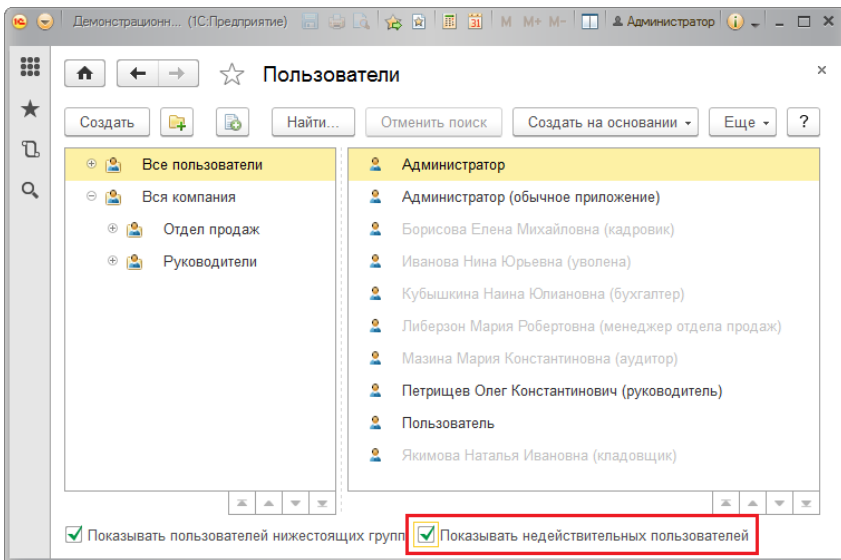 Демонстрационн... (1С:Предприятие) M M+ M- Администратор
Пользователи
Создать Найти... Отменить поиск Создать на основании Еще ?
Все пользователи
Вся компания
Отдел продаж
Руководители
Администратор
Администратор (обычное приложение)
Борисова Елена Михайловна (кадровик)
Иванова Нина Юрьевна (уволена)
Кубышкина Наина Юлиановна (бухгалтер)
Либерзон Мария Робертовна (менеджер отдела продаж)
Мазина Мария Константиновна (аудитор)
Петрищев Олег Константинович (руководитель)
Пользователь
Якимова Наталья Ивановна (кладовщик)
Показывать пользователей нижестоящих групп Показывать недействительных пользователей